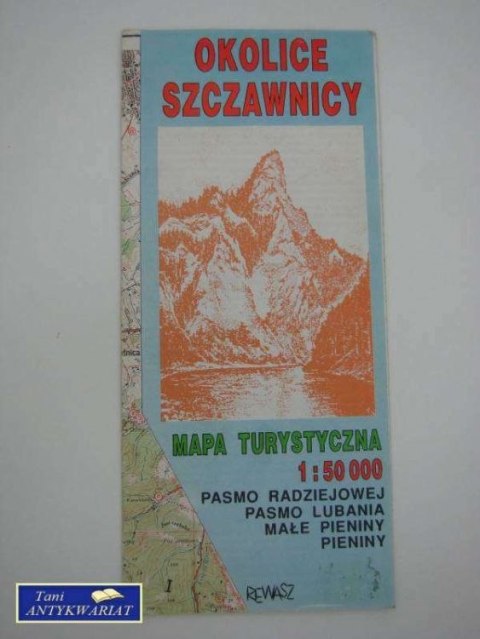 OKOLICE
SZCZAWNICY
MAPA TURYSTYCZNA
1:50 000
PASMO RADZIEJOWEJ
PASMO LUBANIA
MAŁE PIENINY
PIENINY
REWASZ
Tani
ANTYKWARIAT